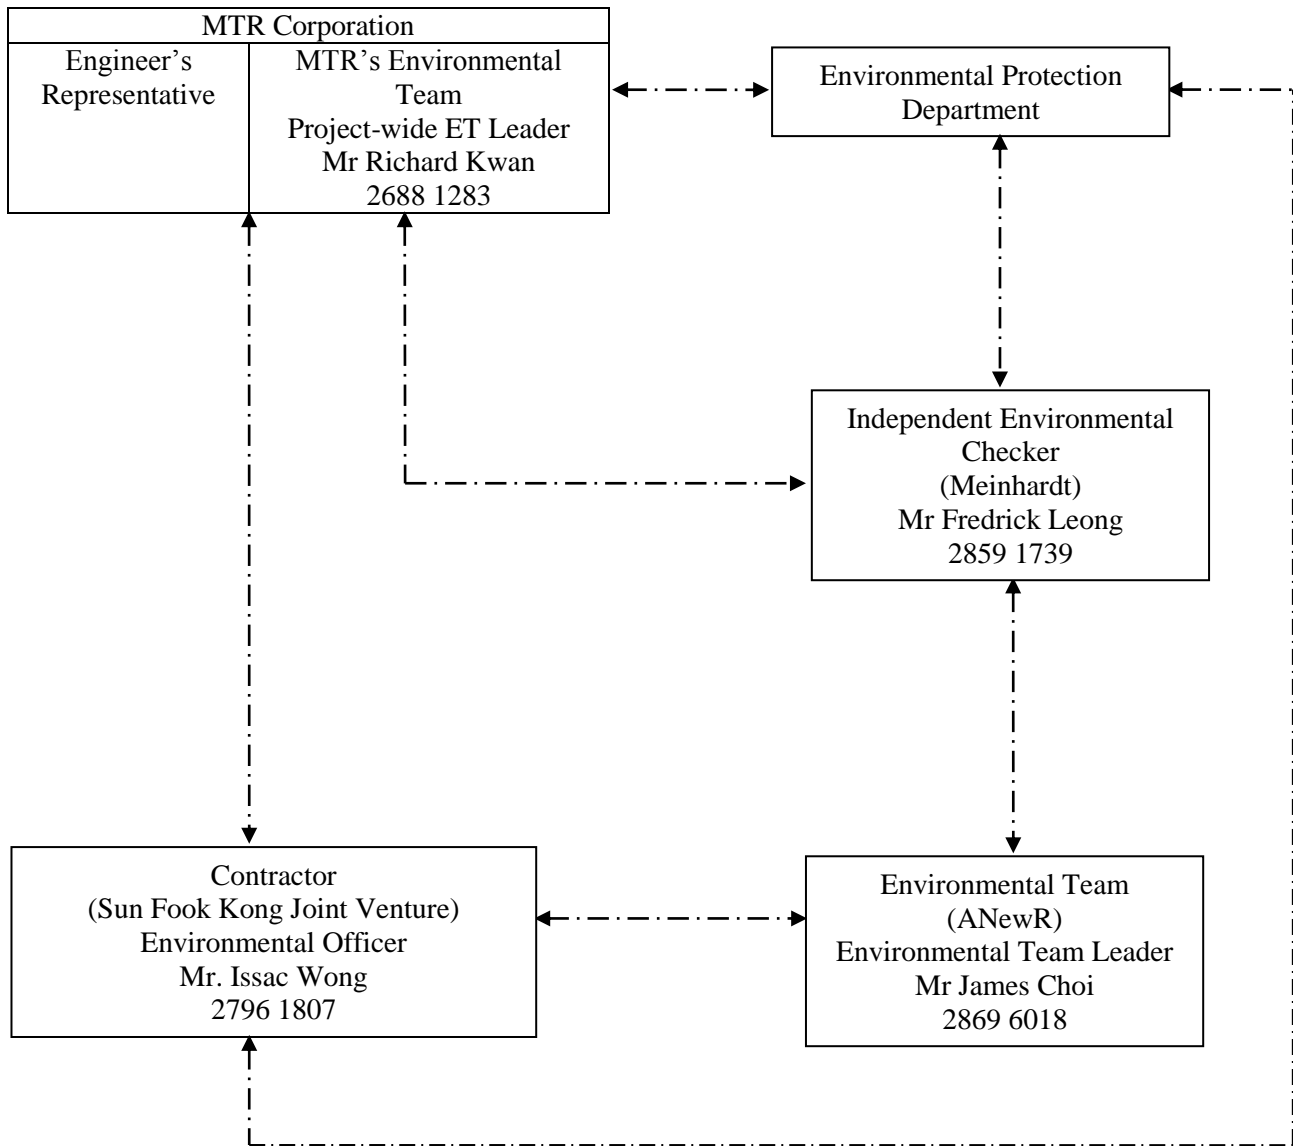 MTR Corporation
Engineer’s
Representative
MTR’s Environmental
Team
Project-wide ET Leader
Mr Richard Kwan
2688 1283
Environmental Protection
Department
Independent Environmental
Checker
(Meinhardt)
Mr Fredrick Leong
2859 1739
Contractor
(Sun Fook Kong Joint Venture)
Environmental Officer
Mr. Issac Wong
2796 1807
Environmental Team
(ANewR)
Environmental Team Leader
Mr James Choi
2869 6018